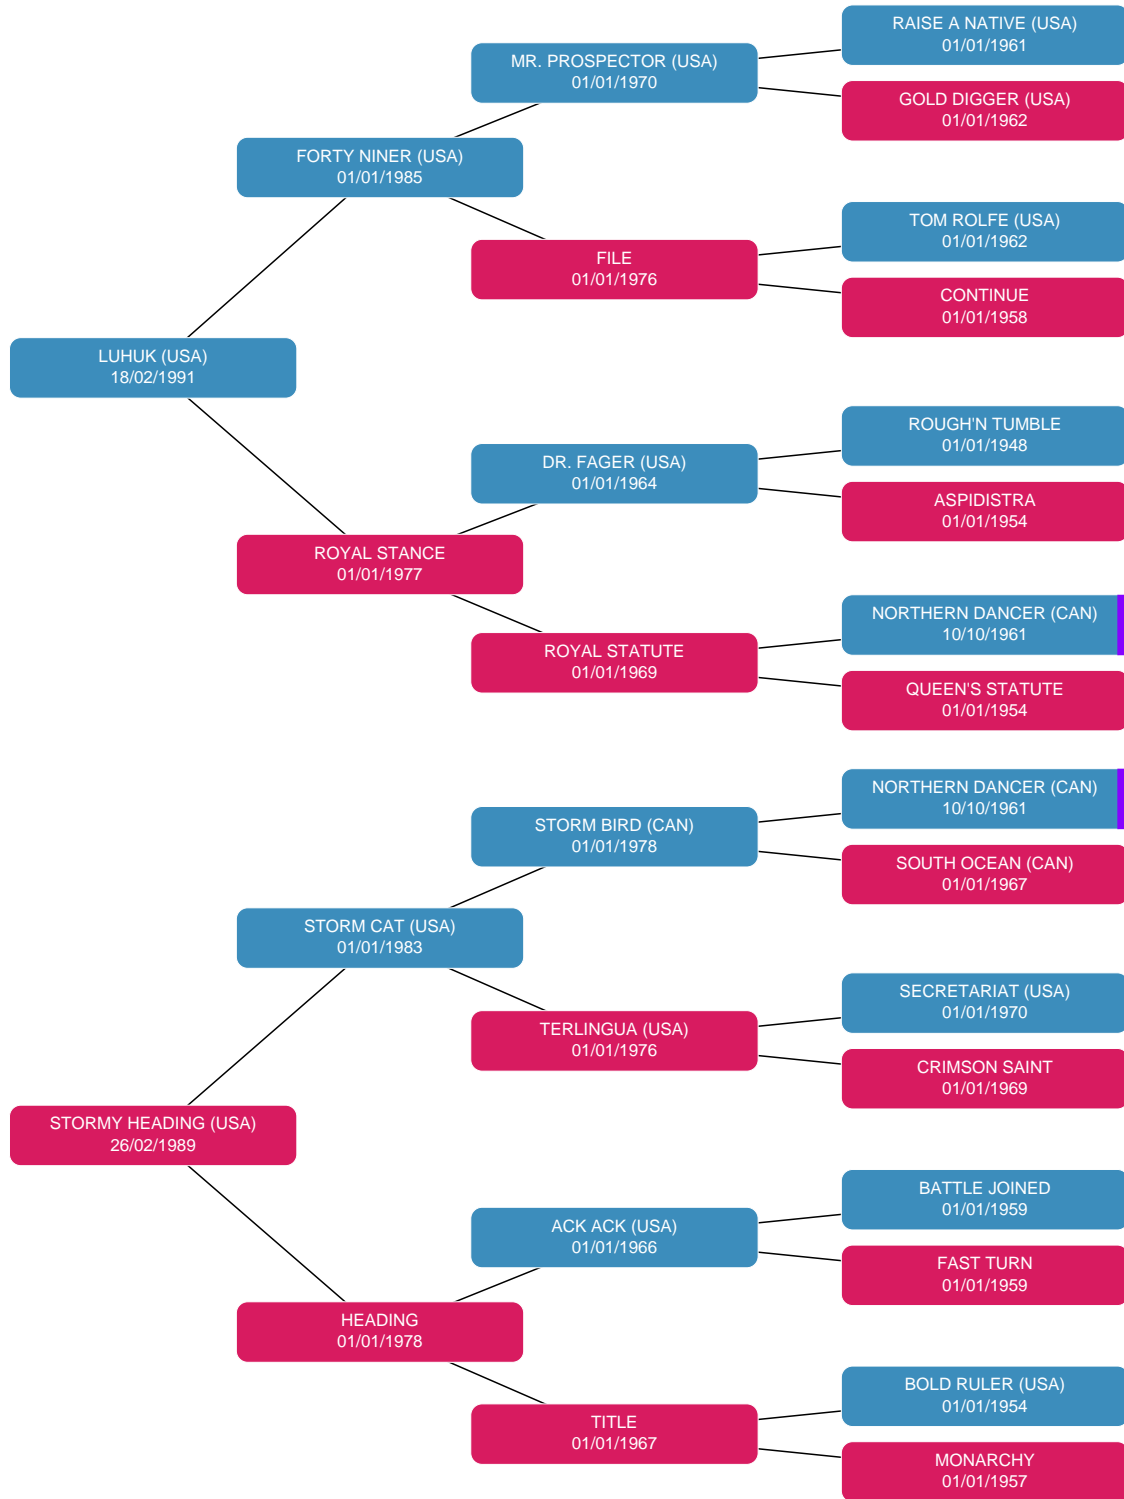 RAISE A NATIVE (USA)
01/01/1961
MR. PROSPECTOR (USA)
01/01/1970
GOLD DIGGER (USA)
01/01/1962
FORTY NINER (USA)
01/01/1985
TOM ROLFE (USA)
01/01/1962
FILE
01/01/1976
CONTINUE
01/01/1958
LUHUK (USA)
18/02/1991
ROUGH'N TUMBLE
01/01/1948
DR. FAGER (USA)
01/01/1964
ASPIDISTRA
01/01/1954
ROYAL STANCE
01/01/1977
NORTHERN DANCER (CAN)
10/10/1961
ROYAL STATUTE
01/01/1969
QUEEN'S STATUTE
01/01/1954
NORTHERN DANCER (CAN)
10/10/1961
STORM BIRD (CAN)
01/01/1978
SOUTH OCEAN (CAN)
01/01/1967
STORM CAT (USA)
01/01/1983
SECRETARIAT (USA)
01/01/1970
TERLINGUA (USA)
01/01/1976
CRIMSON SAINT
01/01/1969
STORMY HEADING (USA)
26/02/1989
BATTLE JOINED
01/01/1959
ACK ACK (USA)
01/01/1966
FAST TURN
01/01/1959
HEADING
01/01/1978
BOLD RULER (USA)
01/01/1954
TITLE
01/01/1967
MONARCHY
01/01/1957